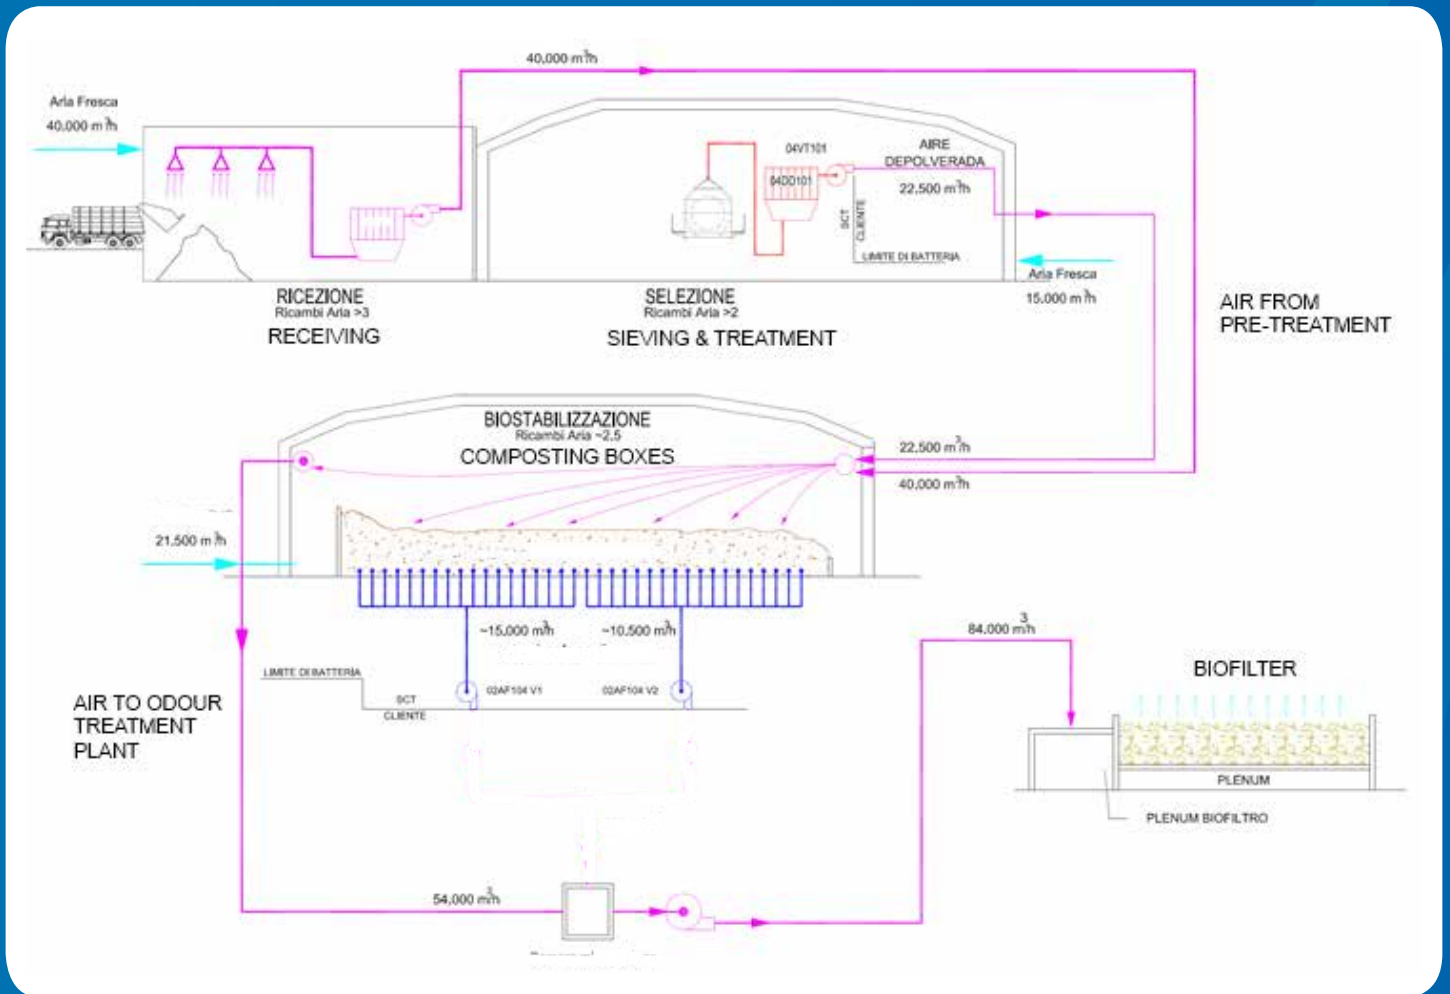 40,000 m³/h
Aria Fresca
40.000 m³/h
04VT101
04DD101
AIRE
DEPOLVERADA
22,500 m³/h
SCT
CLIENTE
LIMITE DI BATTERIA
Aria Fresca
15.000 m³/h
RICEZIONE
Ricambi Aria >3
RECEIVING
SELEZIONE
Ricambi Aria >2
SIEVING & TREATMENT
AIR FROM
PRE-TREATMENT
BIOSTABILIZZAZIONE
Ricambi Aria ~2,5
COMPOSTING BOXES
22,500 m³/h
40,000 m³/h
21,500 m³/h
~15,000 m³/h
~10,500 m³/h
LIMITE DI BATTERIA
SCT
CLIENTE
02AF104 V1
02AF104 V2
AIR TO ODOUR
TREATMENT
PLANT
84,000 m³/h
BIOFILTER
PLENUM
PLENUM BIOFILTRO
54,000 m³/h